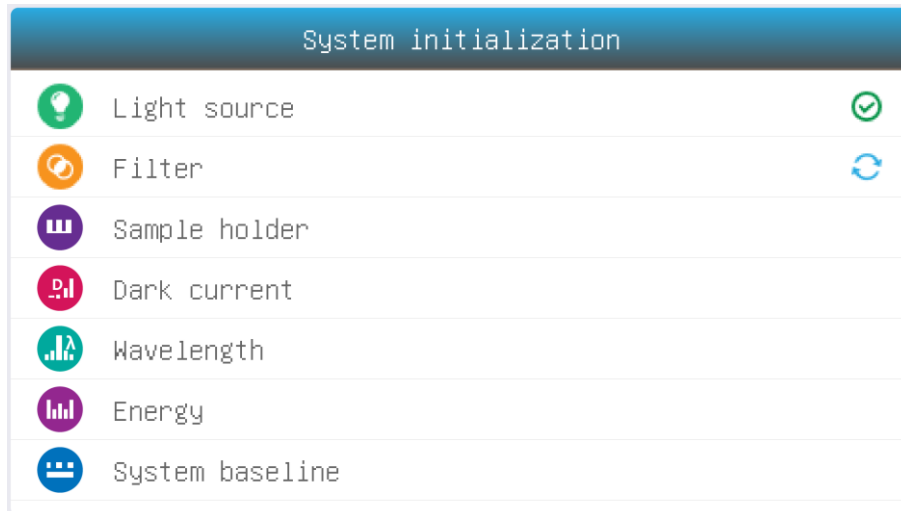 System initialization
Light source
Filter
Sample holder
Dark current
Wavelength
Energy
System baseline